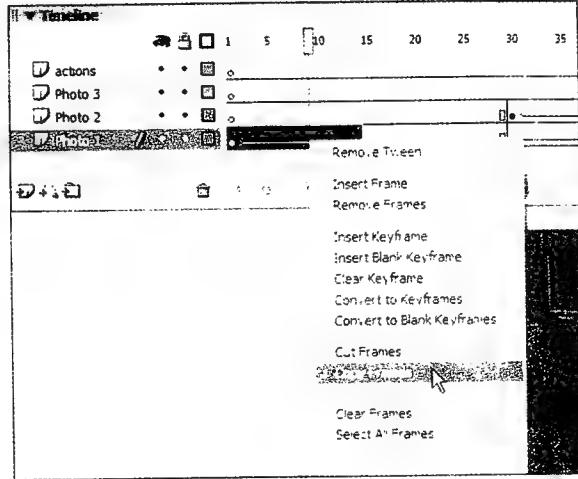 Timeline
1 5 10 15 20 25 30 35
actions
Photo 3
Photo 2
Photo 1
Remove Tween
Insert Frame
Remove Frames
Insert Keyframe
Insert Blank Keyframe
Clear Keyframe
Convert to Keyframes
Convert to Blank Keyframes
Cut Frames
Clear Frames
Select All Frames